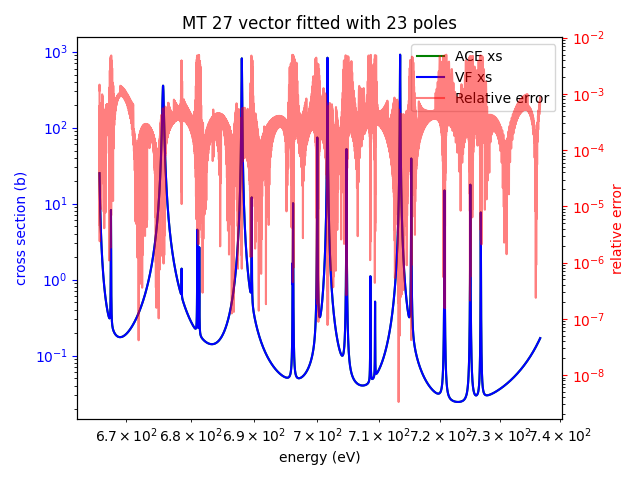 MT 27 vector fitted with 23 poles
ACE xs
VF xs
Relative error
10³
10²
10¹
10⁰
10⁻¹
cross section (b)
10⁻²
10⁻³
10⁻⁴
10⁻⁵
10⁻⁶
10⁻⁷
10⁻⁸
relative error
6.7 × 10² 6.8 × 10² 6.9 × 10² 7 × 10² 7.1 × 10² 7.2 × 10² 7.3 × 10² 7.4 × 10²
energy (eV)